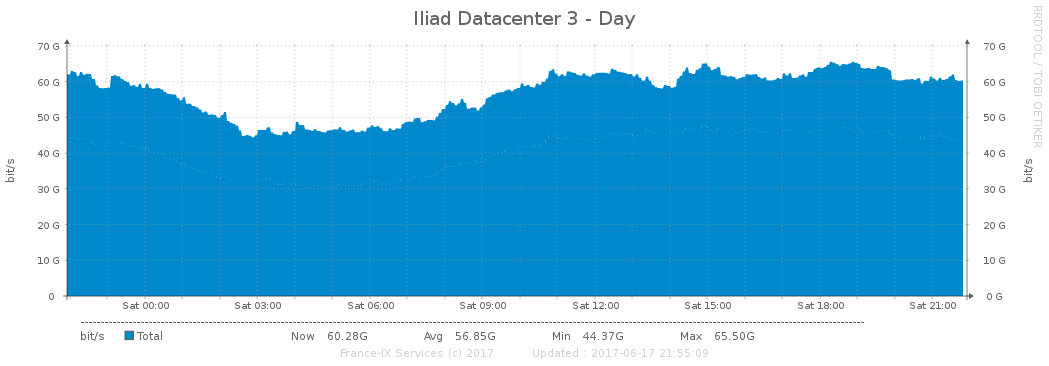 Iliad Datacenter 3 - Day
RRDTOOL / TOBI OETIKER
70 G 70 G
60 G 60 G
50 G 50 G
40 G 40 G
30 G 30 G
20 G 20 G
10 G 10 G
0 0 G
bit/s bit/s
Sat 00:00 Sat 03:00 Sat 06:00 Sat 09:00 Sat 12:00 Sat 15:00 Sat 18:00 Sat 21:00
bit/s Total Now 60.28G Avg 56.85G Min 44.37G Max 65.50G
France-IX Services (c) 2017 Updated : 2017-06-17 21:55:09